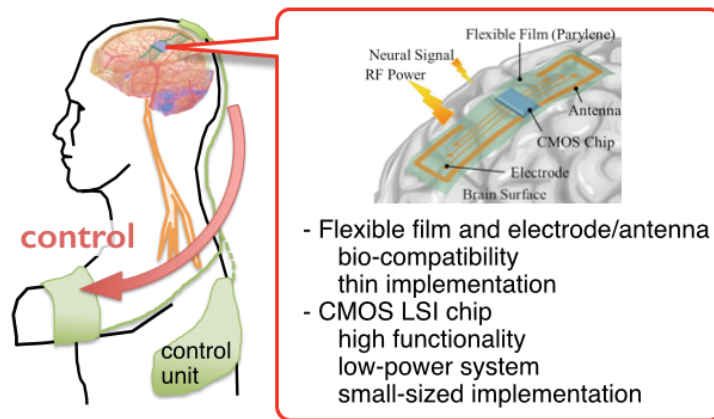 control
control
unit
Flexible Film (Parylene)
Neural Signal
RF Power
Antenna
CMOS Chip
Electrode
Brain Surface
- Flexible film and electrode/antenna
bio-compatibility
thin implementation
- CMOS LSI chip
high functionality
low-power system
small-sized implementation